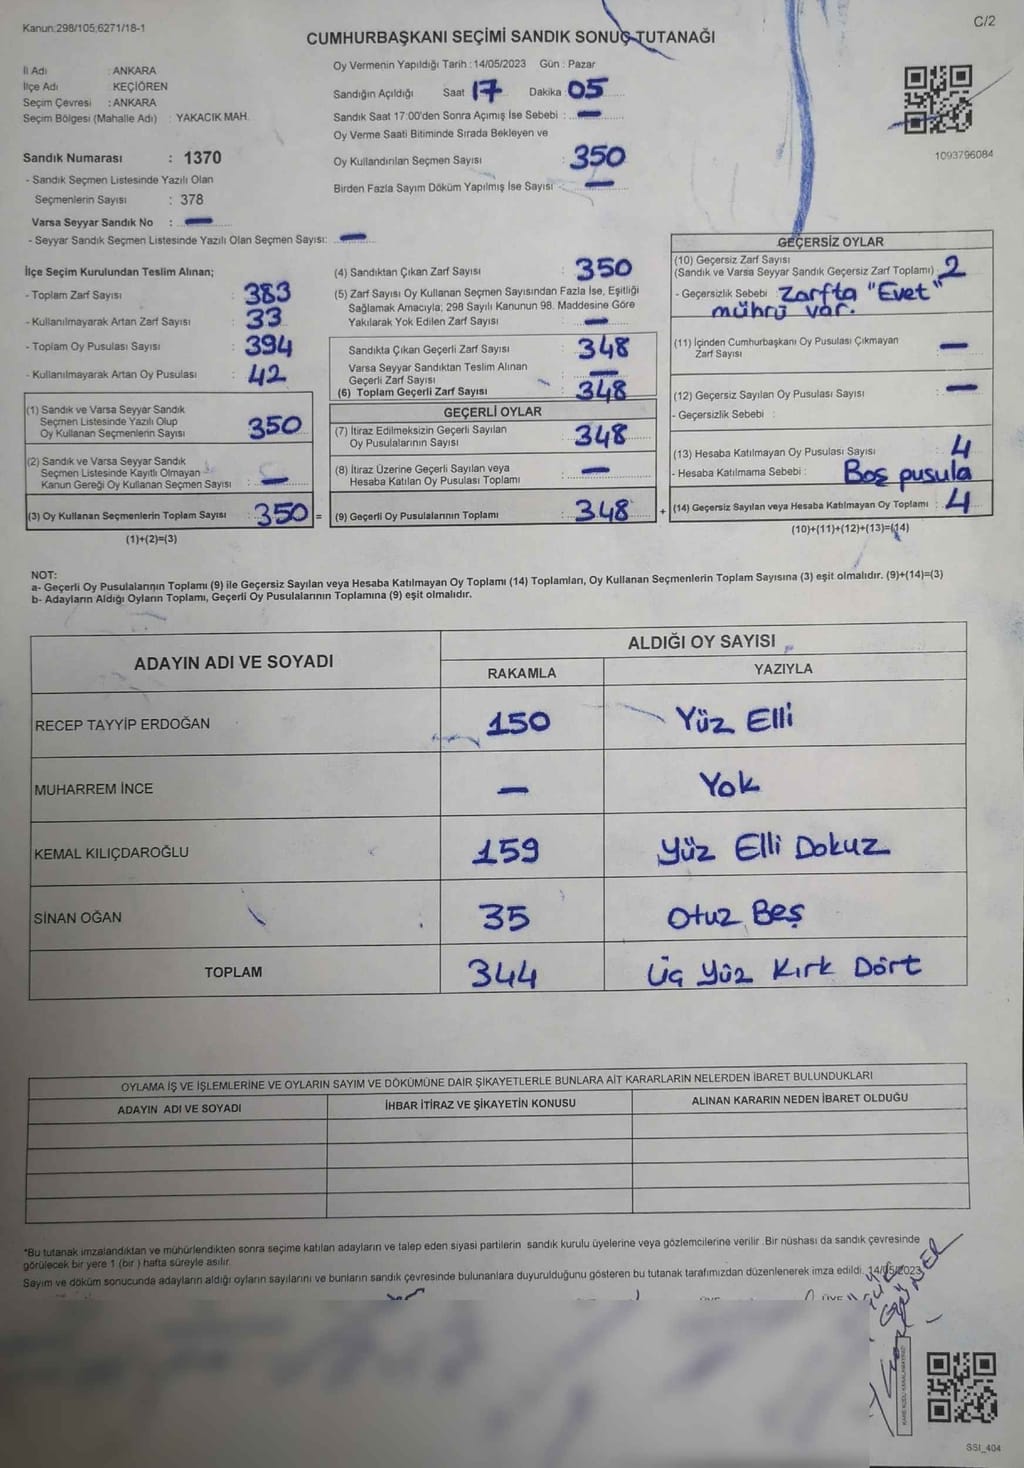 Kanun:298/105;6271/18-1
C/2
CUMHURBAŞKANI SEÇİMİ SANDIK SONUÇ TUTANAĞI
İl Adı : ANKARA
İlçe Adı : KEÇİÖREN
Seçim Çevresi : ANKARA
Seçim Bölgesi (Mahalle Adı) : YAKACIK MAH.
Sandık Numarası : 1370
- Sandık Seçmen Listesinde Yazılı Olan
Seçmenlerin Sayısı : 378
Varsa Seyyar Sandık No : —
- Seyyar Sandık Seçmen Listesinde Yazılı Olan Seçmen Sayısı: —
Oy Vermenin Yapıldığı Tarih : 14/05/2023 Gün : Pazar
Sandığın Açıldığı Saat 17 Dakika : 05
Sandık Saat 17:00'den Sonra Açımış İse Sebebi : —
Oy Verme Saati Bitiminde Sırada Bekleyen ve
Oy Kullandırılan Seçmen Sayısı : 350
Birden Fazla Sayım Döküm Yapılmış İse Sayısı : —
1093796084
İlçe Seçim Kurulundan Teslim Alınan;
- Toplam Zarf Sayısı : 383
- Kullanılmayarak Artan Zarf Sayısı : 33
- Toplam Oy Pusulası Sayısı : 394
- Kullanılmayarak Artan Oy Pusulası : 42
(1) Sandık ve Varsa Seyyar Sandık
Seçmen Listesinde Yazılı Olup
Oy Kullanan Seçmenlerin Sayısı : 350
(2) Sandık ve Varsa Seyyar Sandık
Seçmen Listesinde Kayıtlı Olmayan
Kanun Gereği Oy Kullanan Seçmen Sayısı : —
(3) Oy Kullanan Seçmenlerin Toplam Sayısı : 350 =
(1)+(2)=(3)
(4) Sandıktan Çıkan Zarf Sayısı : 350
(5) Zarf Sayısı Oy Kullanan Seçmen Sayısından Fazla İse, Eşitliği
Sağlamak Amacıyla; 298 Sayılı Kanunun 98. Maddesine Göre
Yakılarak Yok Edilen Zarf Sayısı : —
Sandıkta Çıkan Geçerli Zarf Sayısı : 348
Varsa Seyyar Sandıktan Teslim Alınan
Geçerli Zarf Sayısı : —
(6) Toplam Geçerli Zarf Sayısı : 348
GEÇERLİ OYLAR
(7) İtiraz Edilmeksizin Geçerli Sayılan
Oy Pusulalarının Sayısı : 348
(8) İtiraz Üzerine Geçerli Sayılan veya
Hesaba Katılan Oy Pusulası Toplamı : —
(9) Geçerli Oy Pusulalarının Toplamı : 348 +
GEÇERSİZ OYLAR
(10) Geçersiz Zarf Sayısı
(Sandık ve Varsa Seyyar Sandık Geçersiz Zarf Toplamı) : 2
- Geçersizlik Sebebi : Zarfta "Evet"
mührü var.
(11) İçinden Cumhurbaşkanı Oy Pusulası Çıkmayan
Zarf Sayısı : —
(12) Geçersiz Sayılan Oy Pusulası Sayısı : —
- Geçersizlik Sebebi :
(13) Hesaba Katılmayan Oy Pusulası Sayısı : 4
- Hesaba Katılmama Sebebi : Boş pusula
(14) Geçersiz Sayılan veya Hesaba Katılmayan Oy Toplamı : 4
(10)+(11)+(12)+(13)=(14)
NOT:
a- Geçerli Oy Pusulalarının Toplamı (9) ile Geçersiz Sayılan veya Hesaba Katılmayan Oy Toplamı (14) Toplamları, Oy Kullanan Seçmenlerin Toplam Sayısına (3) eşit olmalıdır. (9)+(14)=(3)
b- Adayların Aldığı Oyların Toplamı, Geçerli Oy Pusulalarının Toplamına (9) eşit olmalıdır.
ADAYIN ADI VE SOYADI
ALDIĞI OY SAYISI
RAKAMLA YAZIYLA
RECEP TAYYİP ERDOĞAN 150 Yüz Elli
MUHARREM İNCE — Yok
KEMAL KILIÇDAROĞLU 159 Yüz Elli Dokuz
SİNAN OĞAN 35 Otuz Beş
TOPLAM 344 Üç Yüz Kırk Dört
OYLAMA İŞ VE İŞLEMLERİNE VE OYLARIN SAYIM VE DÖKÜMÜNE DAİR ŞİKAYETLERLE BUNLARA AİT KARARLARIN NELERDEN İBARET BULUNDUKLARI
ADAYIN ADI VE SOYADI İHBAR İTİRAZ VE ŞİKAYETİN KONUSU ALINAN KARARIN NEDEN İBARET OLDUĞU
*Bu tutanak imzalandıktan ve mühürlendikten sonra seçime katılan adayların ve talep eden siyasi partilerin sandık kurulu üyelerine veya gözlemcilerine verilir .Bir nüshası da sandık çevresinde
görülecek bir yere 1 (bir ) hafta süreyle asılır.
Sayım ve döküm sonucunda adayların aldığı oyların sayılarını ve bunların sandık çevresinde bulunanlara duyurulduğunu gösteren bu tutanak tarafımızdan düzenlenerek imza edildi. 14/05/2023
SSI_404